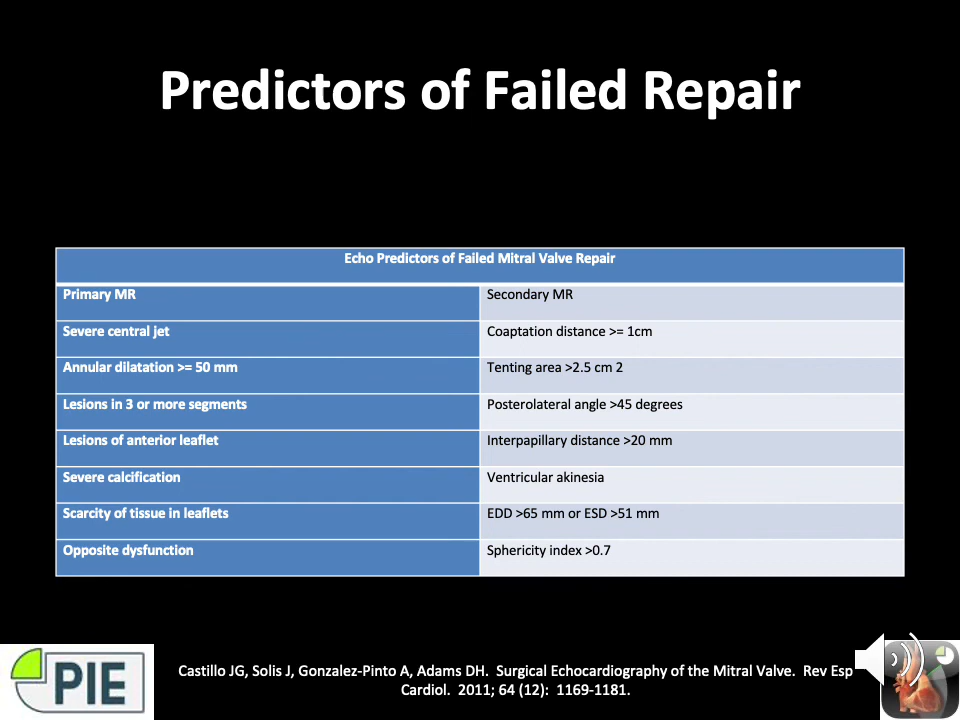 Predictors of Failed Repair
Echo Predictors of Failed Mitral Valve Repair
Primary MR
Secondary MR
Severe central jet
Coaptation distance >= 1cm
Annular dilatation >= 50 mm
Tenting area >2.5 cm 2
Lesions in 3 or more segments
Posterolateral angle >45 degrees
Lesions of anterior leaflet
Interpapillary distance >20 mm
Severe calcification
Ventricular akinesia
Scarcity of tissue in leaflets
EDD >65 mm or ESD >51 mm
Opposite dysfunction
Sphericity index >0.7
PIE
Castillo JG, Solis J, Gonzalez-Pinto A, Adams DH.  Surgical Echocardiography of the Mitral Valve.  Rev Esp
Cardiol.  2011; 64 (12):  1169-1181.